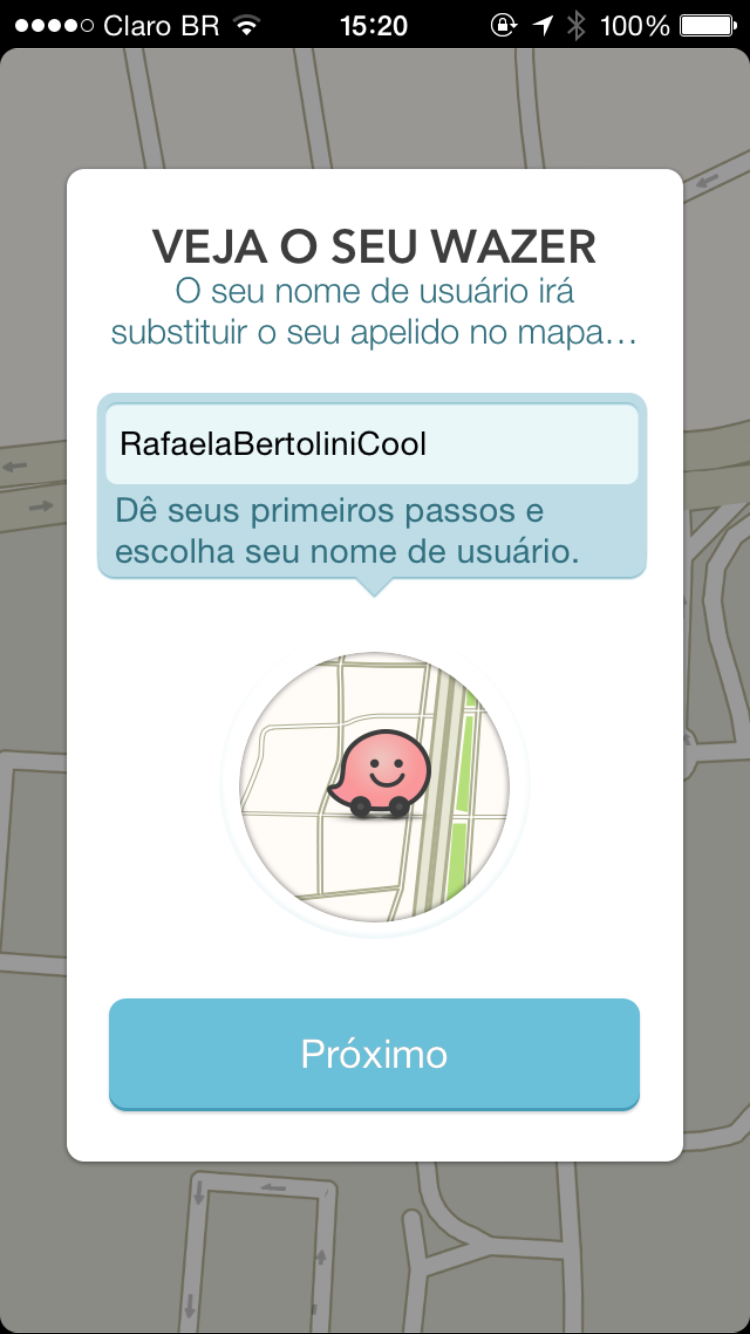 Claro BR 15:20 100%
VEJA O SEU WAZER
O seu nome de usuário irá
substituir o seu apelido no mapa...
RafaelaBertoliniCool
Dê seus primeiros passos e
escolha seu nome de usuário.
Próximo